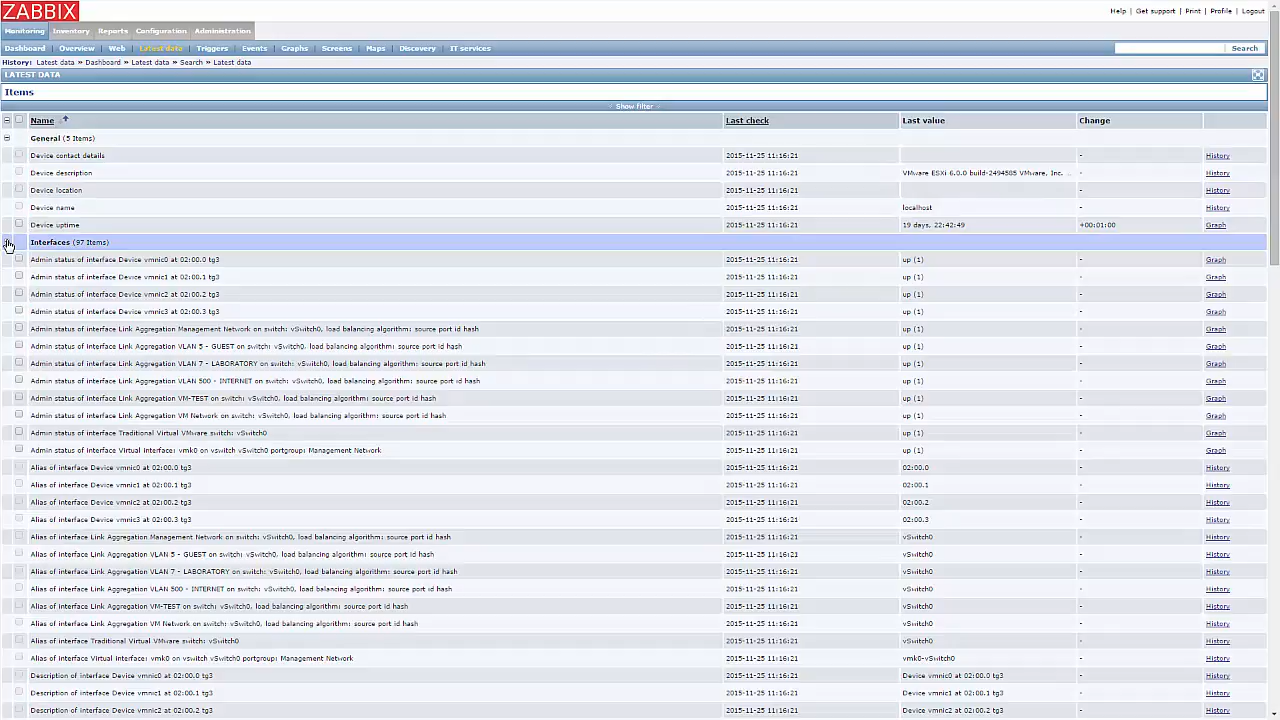 ZABBIX
Help | Get support | Print | Profile | Logout
Monitoring Inventory Reports Configuration Administration
Dashboard | Overview | Web | Latest data | Triggers | Events | Graphs | Screens | Maps | Discovery | IT services Search
History: Latest data » Dashboard » Latest data » Search » Latest data
LATEST DATA
Items
Show filter
Name Last check Last value Change
General (5 Items)
Device contact details 2015-11-25 11:16:21 - History
Device description 2015-11-25 11:16:21 VMware ESXi 6.0.0 build-2494585 VMware, Inc. ... - History
Device location 2015-11-25 11:16:21 - History
Device name 2015-11-25 11:16:21 localhost - History
Device uptime 2015-11-25 11:16:21 19 days, 22:42:49 +00:01:00 Graph
Interfaces (97 Items)
Admin status of interface Device vmnic0 at 02:00.0 tg3 2015-11-25 11:16:21 up (1) - Graph
Admin status of interface Device vmnic1 at 02:00.1 tg3 2015-11-25 11:16:21 up (1) - Graph
Admin status of interface Device vmnic2 at 02:00.2 tg3 2015-11-25 11:16:21 up (1) - Graph
Admin status of interface Device vmnic3 at 02:00.3 tg3 2015-11-25 11:16:21 up (1) - Graph
Admin status of interface Link Aggregation Management Network on switch: vSwitch0, load balancing algorithm: source port id hash 2015-11-25 11:16:21 up (1) - Graph
Admin status of interface Link Aggregation VLAN 5 - GUEST on switch: vSwitch0, load balancing algorithm: source port id hash 2015-11-25 11:16:21 up (1) - Graph
Admin status of interface Link Aggregation VLAN 7 - LABORATORY on switch: vSwitch0, load balancing algorithm: source port id hash 2015-11-25 11:16:21 up (1) - Graph
Admin status of interface Link Aggregation VLAN 500 - INTERNET on switch: vSwitch0, load balancing algorithm: source port id hash 2015-11-25 11:16:21 up (1) - Graph
Admin status of interface Link Aggregation VM-TEST on switch: vSwitch0, load balancing algorithm: source port id hash 2015-11-25 11:16:21 up (1) - Graph
Admin status of interface Link Aggregation VM Network on switch: vSwitch0, load balancing algorithm: source port id hash 2015-11-25 11:16:21 up (1) - Graph
Admin status of interface Traditional Virtual VMware switch: vSwitch0 2015-11-25 11:16:21 up (1) - Graph
Admin status of interface Virtual interface: vmk0 on vswitch vSwitch0 portgroup: Management Network 2015-11-25 11:16:21 up (1) - Graph
Alias of interface Device vmnic0 at 02:00.0 tg3 2015-11-25 11:16:21 02:00.0 - History
Alias of interface Device vmnic1 at 02:00.1 tg3 2015-11-25 11:16:21 02:00.1 - History
Alias of interface Device vmnic2 at 02:00.2 tg3 2015-11-25 11:16:21 02:00.2 - History
Alias of interface Device vmnic3 at 02:00.3 tg3 2015-11-25 11:16:21 02:00.3 - History
Alias of interface Link Aggregation Management Network on switch: vSwitch0, load balancing algorithm: source port id hash 2015-11-25 11:16:21 vSwitch0 - History
Alias of interface Link Aggregation VLAN 5 - GUEST on switch: vSwitch0, load balancing algorithm: source port id hash 2015-11-25 11:16:21 vSwitch0 - History
Alias of interface Link Aggregation VLAN 7 - LABORATORY on switch: vSwitch0, load balancing algorithm: source port id hash 2015-11-25 11:16:21 vSwitch0 - History
Alias of interface Link Aggregation VLAN 500 - INTERNET on switch: vSwitch0, load balancing algorithm: source port id hash 2015-11-25 11:16:21 vSwitch0 - History
Alias of interface Link Aggregation VM-TEST on switch: vSwitch0, load balancing algorithm: source port id hash 2015-11-25 11:16:21 vSwitch0 - History
Alias of interface Link Aggregation VM Network on switch: vSwitch0, load balancing algorithm: source port id hash 2015-11-25 11:16:21 vSwitch0 - History
Alias of interface Traditional Virtual VMware switch: vSwitch0 2015-11-25 11:16:21 vSwitch0 - History
Alias of interface Virtual interface: vmk0 on vswitch vSwitch0 portgroup: Management Network 2015-11-25 11:16:21 vmk0-vSwitch0 - History
Description of interface Device vmnic0 at 02:00.0 tg3 2015-11-25 11:16:21 Device vmnic0 at 02:00.0 tg3 - History
Description of interface Device vmnic1 at 02:00.1 tg3 2015-11-25 11:16:21 Device vmnic1 at 02:00.1 tg3 - History
Description of interface Device vmnic2 at 02:00.2 tg3 2015-11-25 11:16:21 Device vmnic2 at 02:00.2 tg3 - History